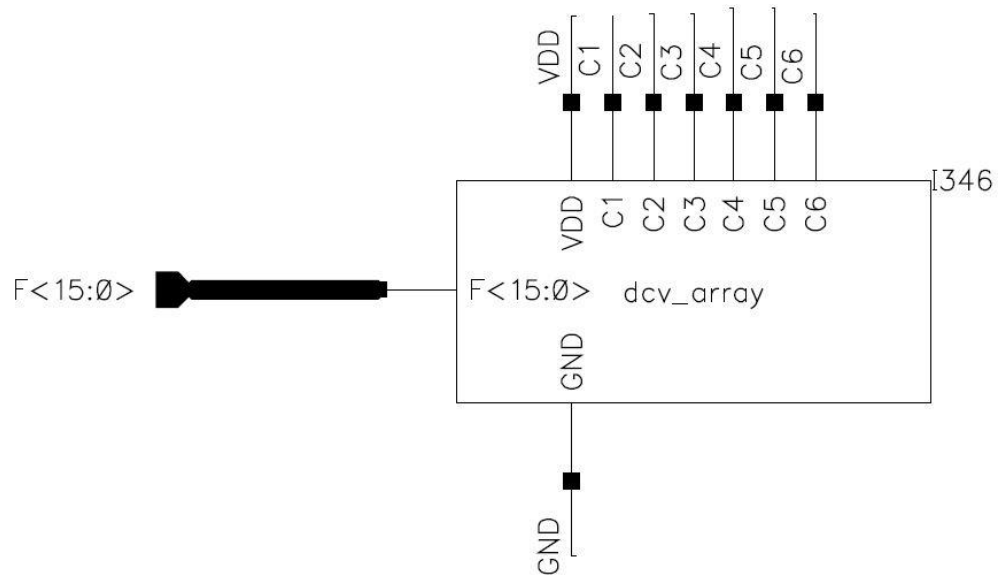 VDD C1 C2 C3 C4 C5 C6
I346
VDD C1 C2 C3 C4 C5 C6
F<15:0> F<15:0> dcv_array
GND
GND